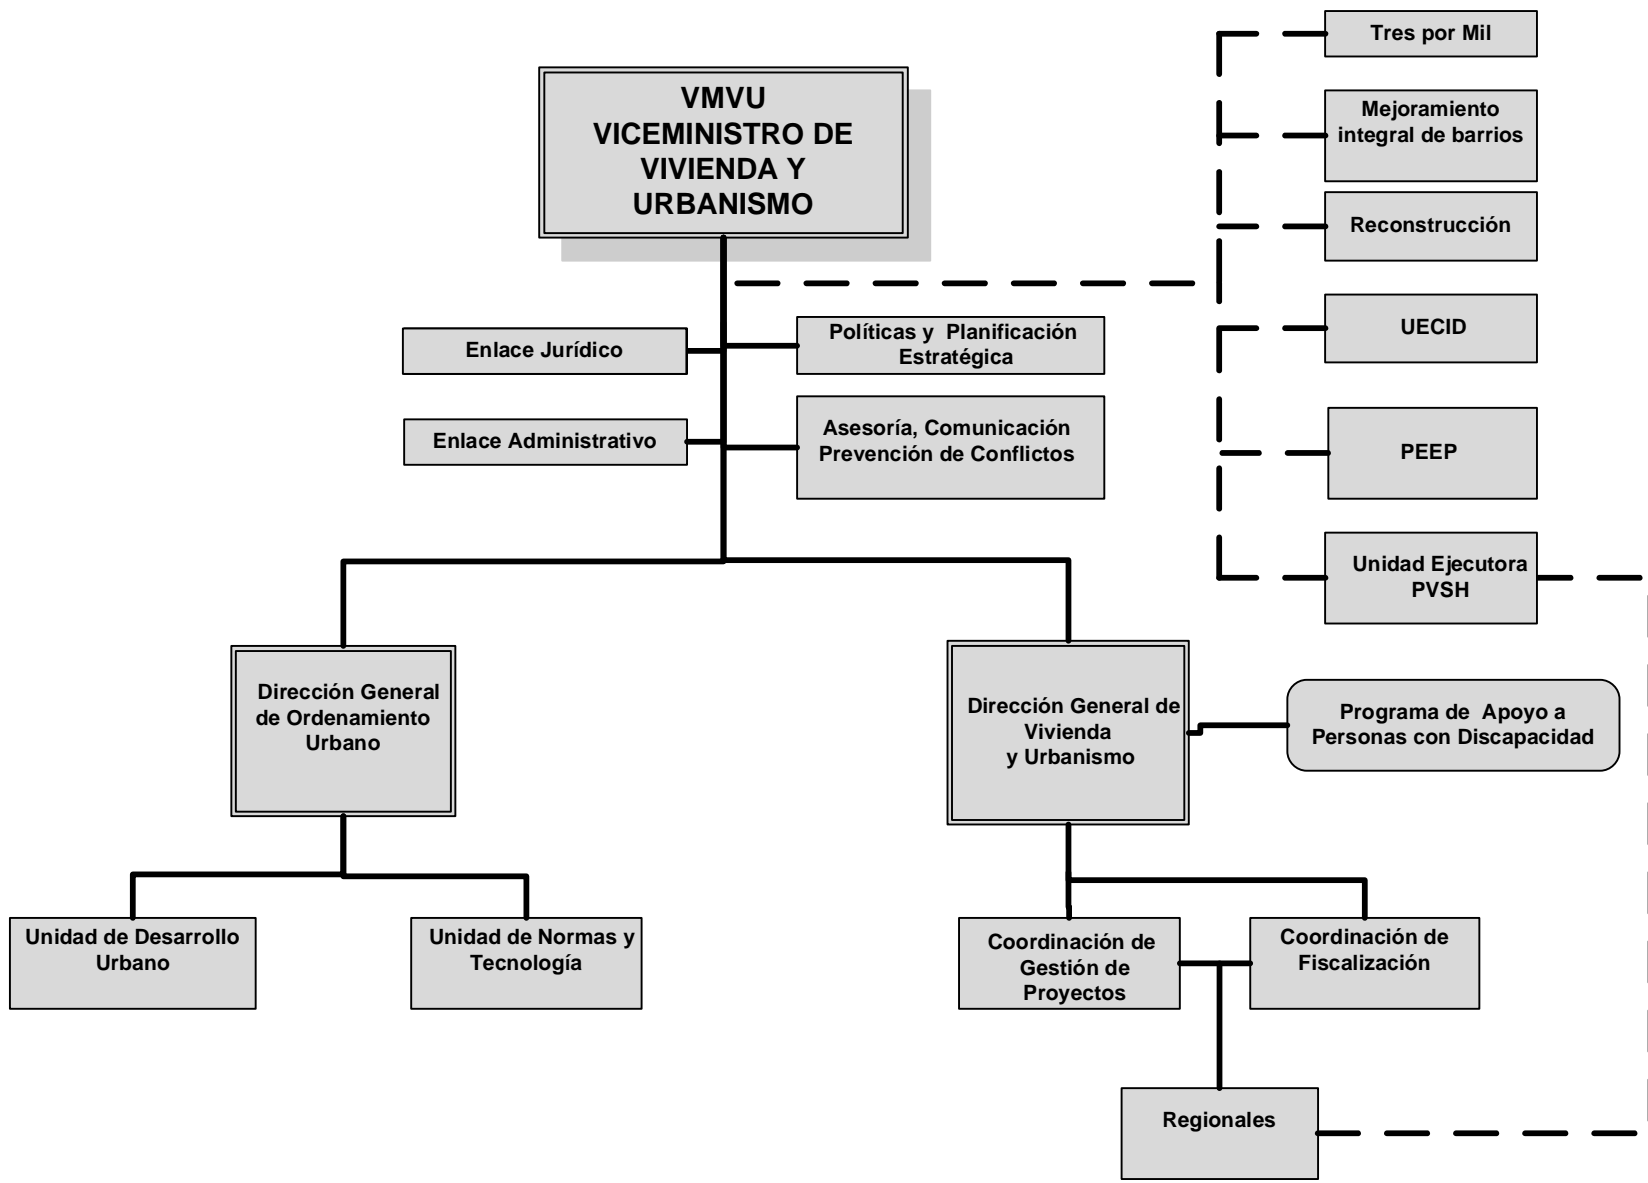 VMVU
VICEMINISTRO DE
VIVIENDA Y
URBANISMO
Tres por Mil
Mejoramiento
integral de barrios
Reconstrucción
UECID
PEEP
Unidad Ejecutora
PVSH
Enlace Jurídico
Políticas y Planificación
Estratégica
Enlace Administrativo
Asesoría, Comunicación
Prevención de Conflictos
Dirección General
de Ordenamiento
Urbano
Dirección General de
Vivienda
y Urbanismo
Programa de Apoyo a
Personas con Discapacidad
Unidad de Desarrollo
Urbano
Unidad de Normas y
Tecnología
Coordinación de
Gestión de
Proyectos
Coordinación de
Fiscalización
Regionales